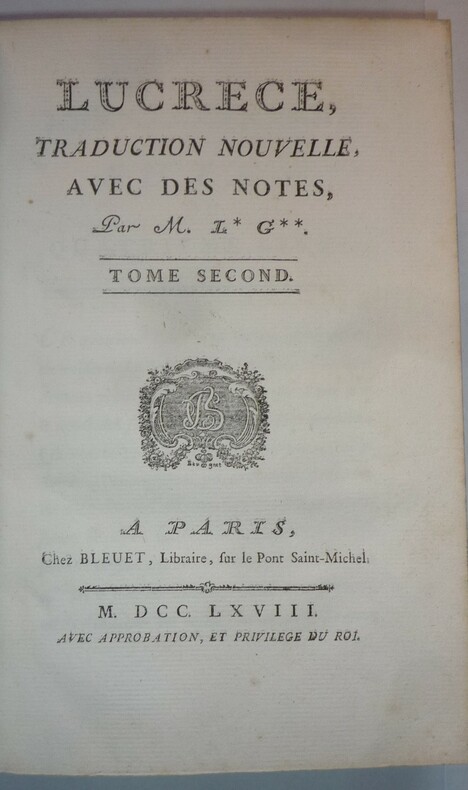 LUCRECE,
TRADUCTION NOUVELLE,
AVEC DES NOTES,
Par M. L* G**.
TOME SECOND.
A PARIS,
Chez BLEUET, Libraire, sur le Pont Saint-Michel.
M. DCC. LXVIII.
AVEC APPROBATION, ET PRIVILEGE DU ROI.